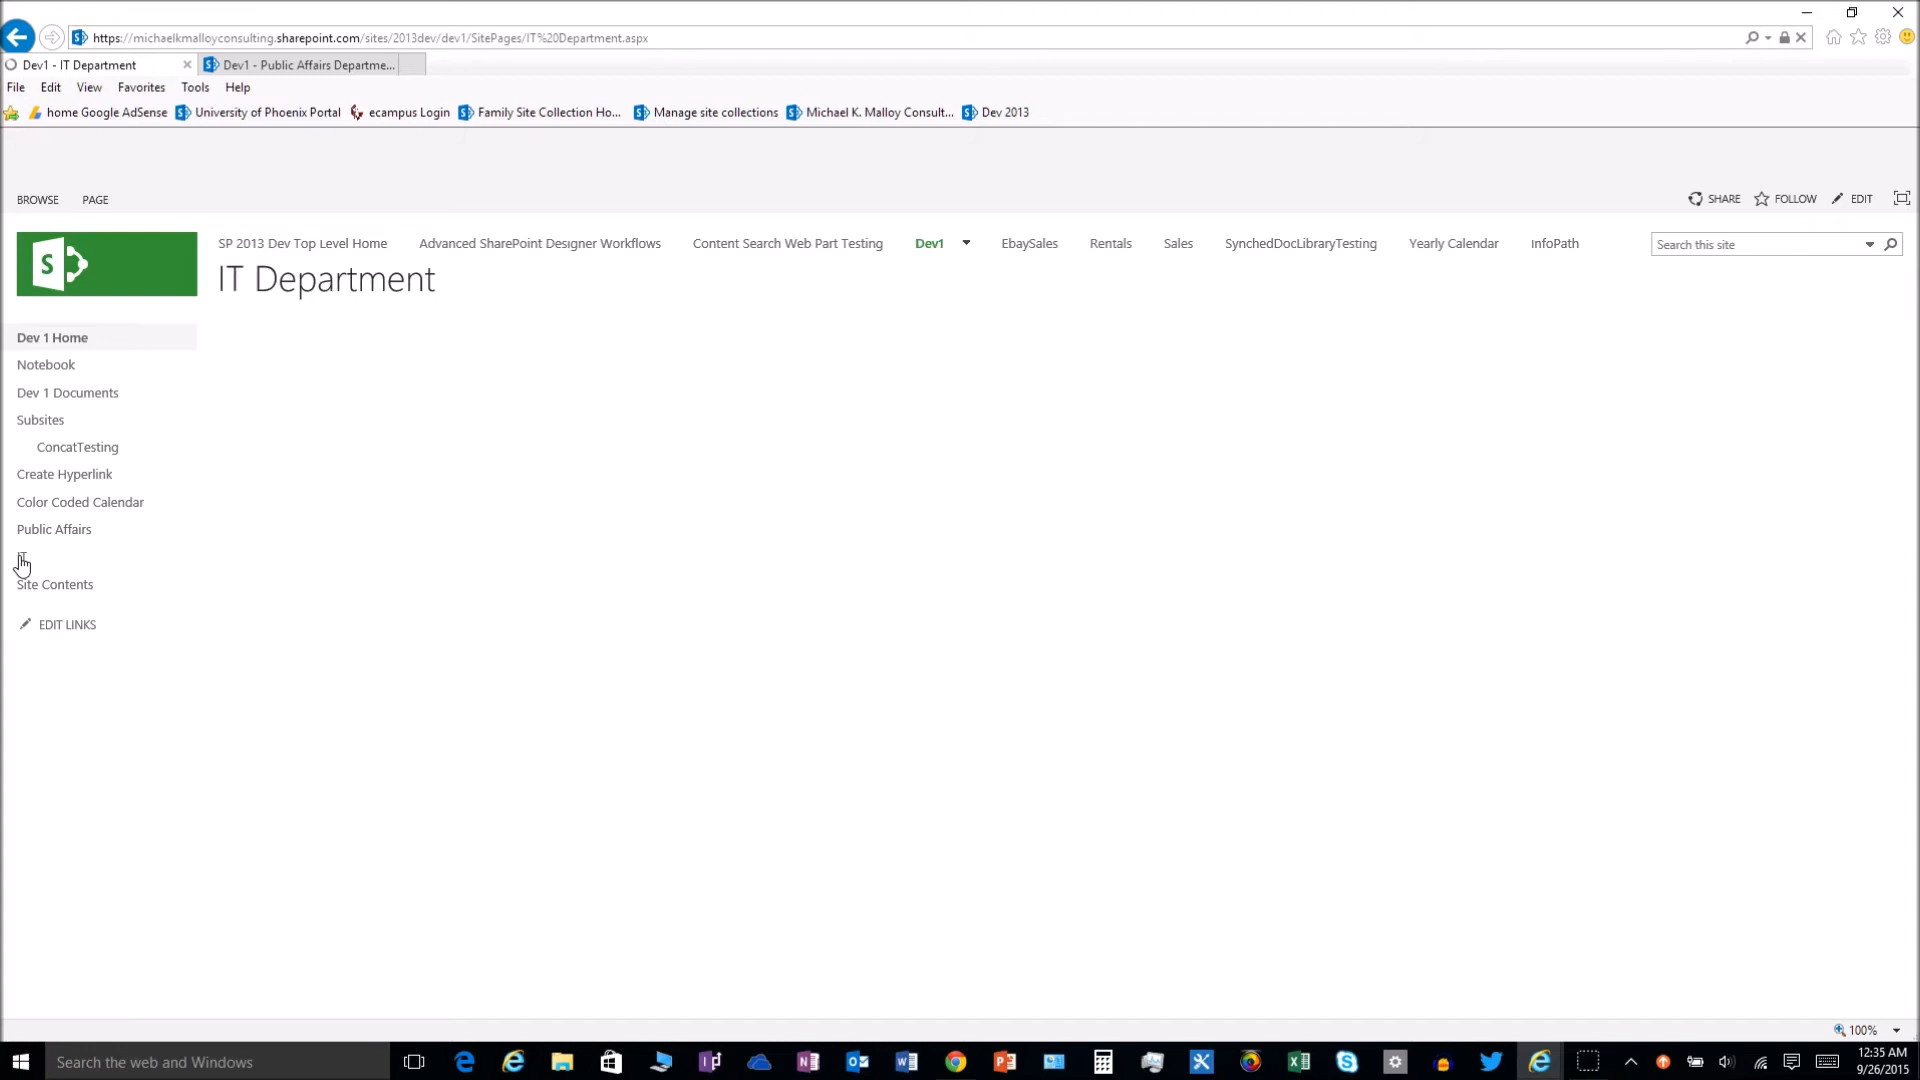 https://michaelkmalloyconsulting.sharepoint.com/sites/2013dev/dev1/SitePages/IT%20Department.aspx
Dev1 - IT Department Dev1 - Public Affairs Departme...
File Edit View Favorites Tools Help
home Google AdSense University of Phoenix Portal ecampus Login Family Site Collection Ho... Manage site collections Michael K. Malloy Consult... Dev 2013
BROWSE PAGE SHARE FOLLOW EDIT
SP 2013 Dev Top Level Home Advanced SharePoint Designer Workflows Content Search Web Part Testing Dev1 EbaySales Rentals Sales SynchedDocLibraryTesting Yearly Calendar InfoPath Search this site
IT Department
Dev 1 Home
Notebook
Dev 1 Documents
Subsites
ConcatTesting
Create Hyperlink
Color Coded Calendar
Public Affairs
Site Contents
EDIT LINKS
100%
Search the web and Windows
12:35 AM
9/26/2015